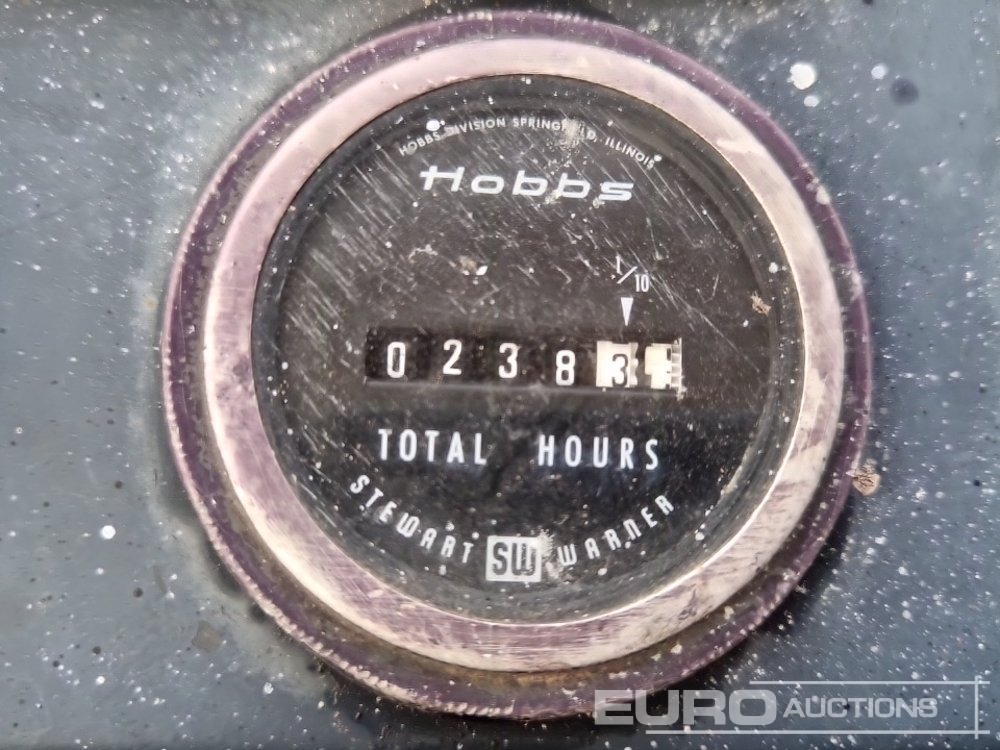 HOBBS DIVISION SPRINGFIELD, ILLINOIS
Hobbs
1/10
0 2 3 8 3
TOTAL HOURS
STEWART SW WARNER
EURO AUCTIONS